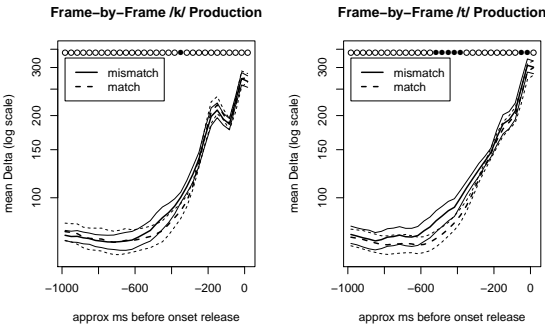 Frame−by−Frame /k/ Production
mean Delta (log scale)
100
150
200
300
mismatch
match
−1000
−600
−200
0
approx ms before onset release
Frame−by−Frame /t/ Production
mean Delta (log scale)
100
150
200
300
mismatch
match
−1000
−600
−200
0
approx ms before onset release